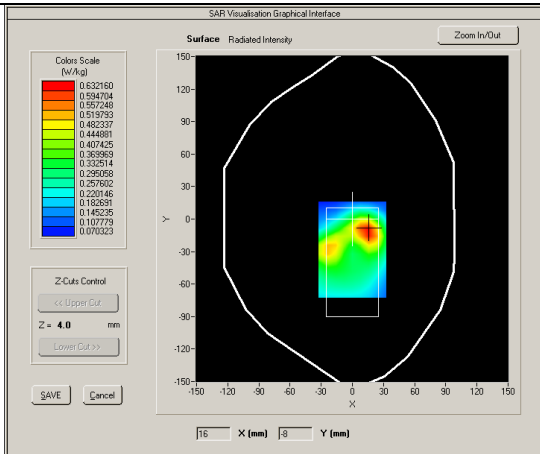 SAR Visualisation Graphical Interface
Surface Radiated Intensity
Zoom In/Out
Colors Scale
(W/kg)
0.632160
0.594704
0.557248
0.519793
0.482337
0.444881
0.407425
0.369969
0.332514
0.295058
0.257602
0.220146
0.182691
0.145235
0.107779
0.070323
Z-Cuts Control
<< Upper Cut
Z = 4.0 mm
Lower Cut >>
SAVE Cancel
150
120
90
60
30
0
-30
-60
-90
-120
-150
Y
-150 -120 -90 -60 -30 0 30 60 90 120 150
X
16 X (mm) -8 Y (mm)